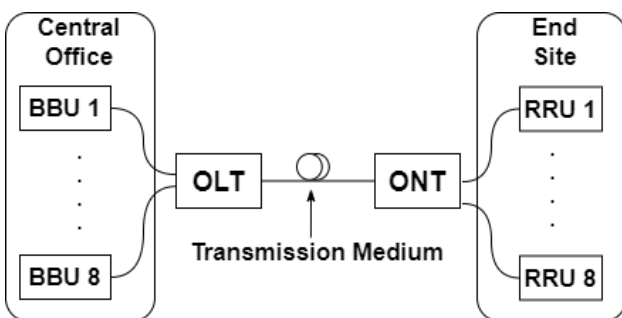 Central
Office
End
Site
BBU 1
RRU 1
OLT
ONT
Transmission Medium
BBU 8
RRU 8